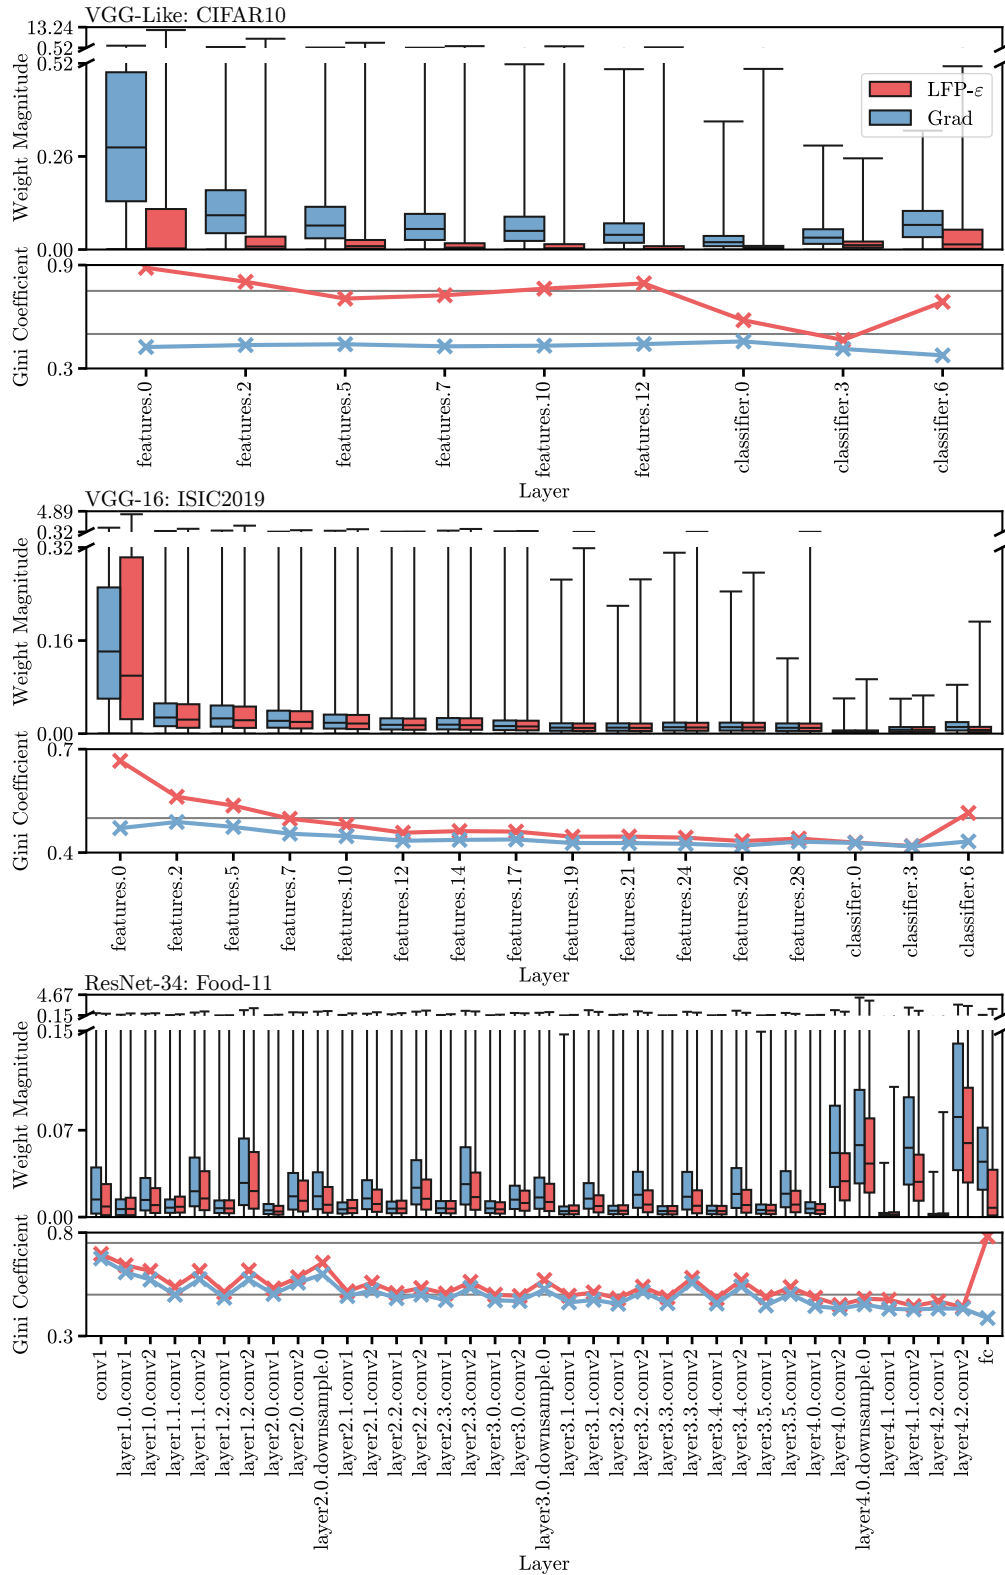 VGG-Like: CIFAR10
13.24
0.52
0.52
0.26
0.00
Weight Magnitude
LFP-ε
Grad
0.9
0.3
Gini Coefficient
features.0
features.2
features.5
features.7
features.10
features.12
classifier.0
classifier.3
classifier.6
Layer
VGG-16: ISIC2019
4.89
0.32
0.32
0.16
0.00
Weight Magnitude
0.7
0.4
Gini Coefficient
features.0
features.2
features.5
features.7
features.10
features.12
features.14
features.17
features.19
features.21
features.24
features.26
features.28
classifier.0
classifier.3
classifier.6
Layer
ResNet-34: Food-11
4.67
0.15
0.15
0.07
0.00
Weight Magnitude
0.8
0.3
Gini Coefficient
conv1
layer1.0.conv1
layer1.0.conv2
layer1.1.conv1
layer1.1.conv2
layer1.2.conv1
layer1.2.conv2
layer2.0.conv1
layer2.0.conv2
layer2.0.downsample.0
layer2.1.conv1
layer2.1.conv2
layer2.2.conv1
layer2.2.conv2
layer2.3.conv1
layer2.3.conv2
layer3.0.conv1
layer3.0.conv2
layer3.0.downsample.0
layer3.1.conv1
layer3.1.conv2
layer3.2.conv1
layer3.2.conv2
layer3.3.conv1
layer3.3.conv2
layer3.4.conv1
layer3.4.conv2
layer3.5.conv1
layer3.5.conv2
layer4.0.conv1
layer4.0.conv2
layer4.0.downsample.0
layer4.1.conv1
layer4.1.conv2
layer4.2.conv1
layer4.2.conv2
fc
Layer